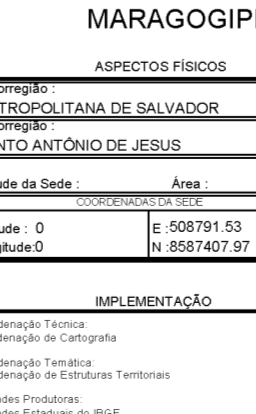 MARAGOGIP
ASPECTOS FÍSICOS
orregião :
TROPOLITANA DE SALVADOR
orregião :
NTO ANTÔNIO DE JESUS
ude da Sede : Área :
COORDENADAS DA SEDE
ude : 0 E :508791.53
gitude:0 N :8587407.97
IMPLEMENTAÇÃO
denação Técnica:
denação de Cartografia
denação Temática:
denação de Estruturas Territoriais
des Produtoras:
des Estaduais do IBGE